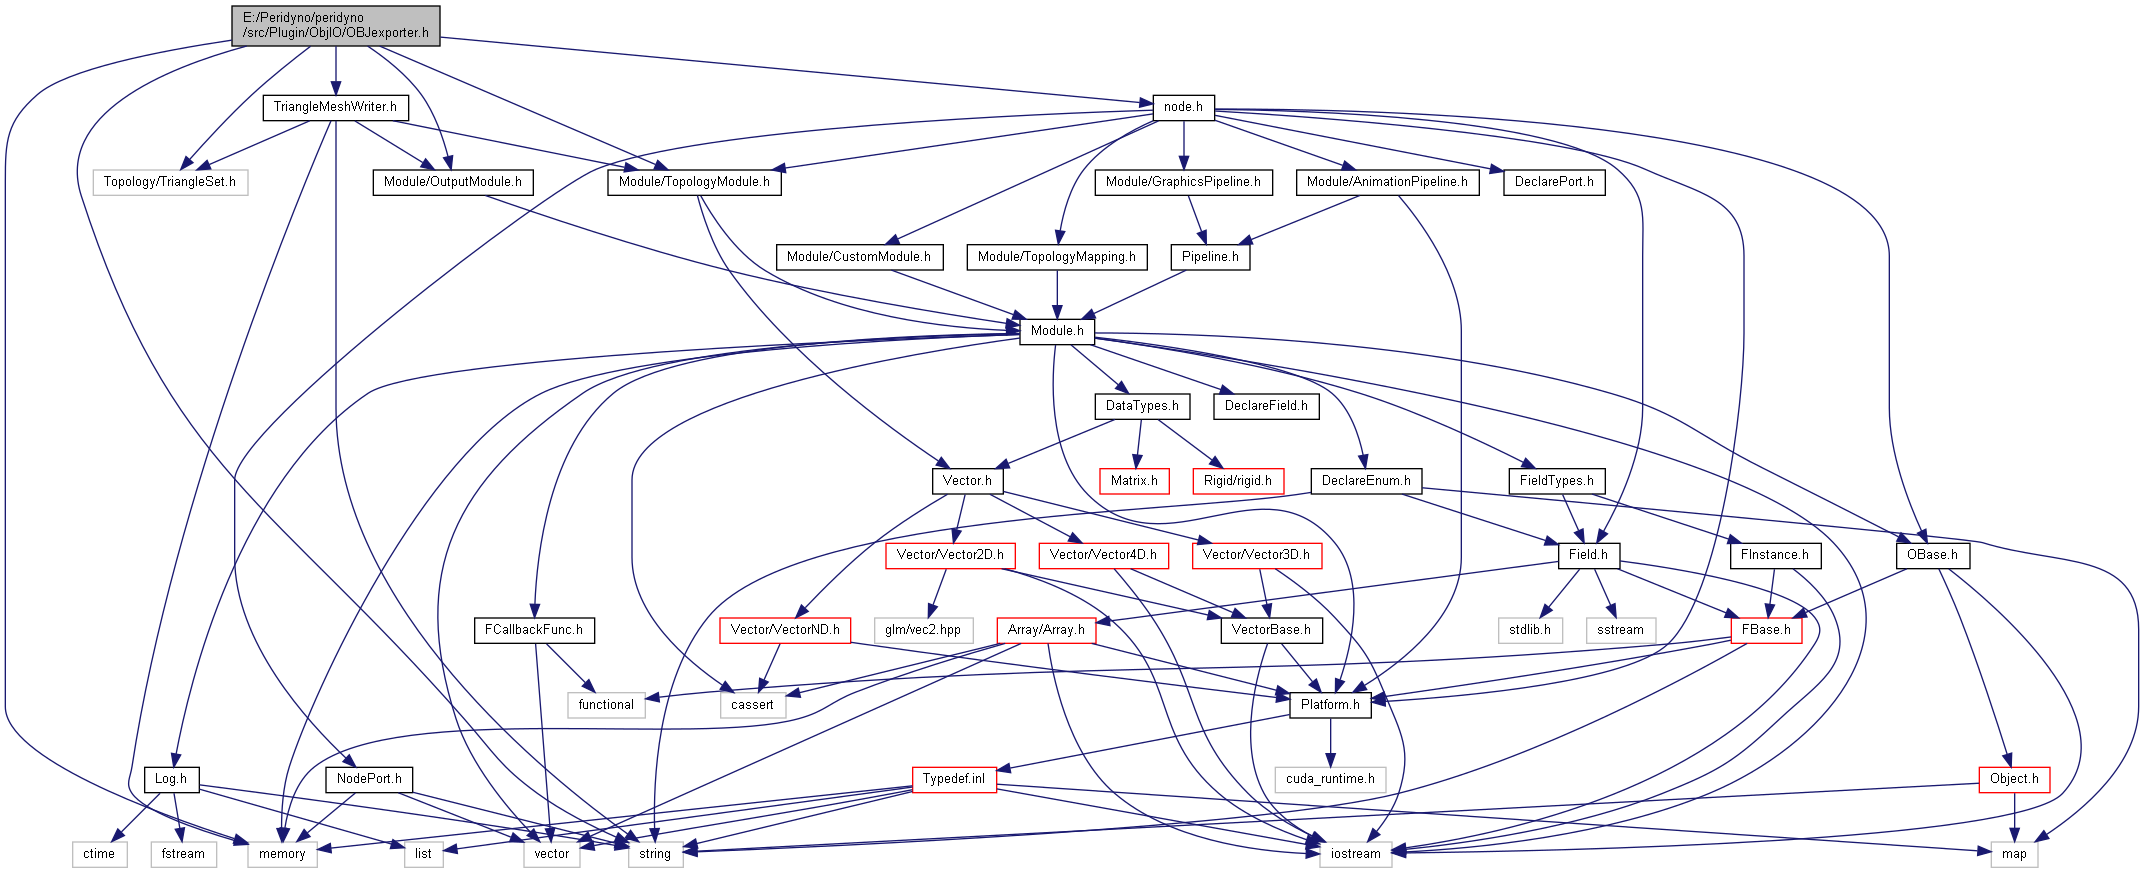 E:/Peridyno/peridyno
/src/Plugin/ObjIO/OBJexporter.h
TriangleMeshWriter.h
node.h
Topology/TriangleSet.h
Module/OutputModule.h
Module/TopologyModule.h
Module/GraphicsPipeline.h
Module/AnimationPipeline.h
DeclarePort.h
Module/CustomModule.h
Module/TopologyMapping.h
Pipeline.h
Module.h
DataTypes.h
DeclareField.h
Vector.h
Matrix.h
Rigid/rigid.h
DeclareEnum.h
FieldTypes.h
Vector/Vector2D.h
Vector/Vector4D.h
Vector/Vector3D.h
Field.h
FInstance.h
OBase.h
FCallbackFunc.h
Vector/VectorND.h
glm/vec2.hpp
Array/Array.h
VectorBase.h
stdlib.h
sstream
FBase.h
functional
cassert
Platform.h
Log.h
NodePort.h
Typedef.inl
cuda_runtime.h
Object.h
ctime
fstream
memory
list
vector
string
iostream
map